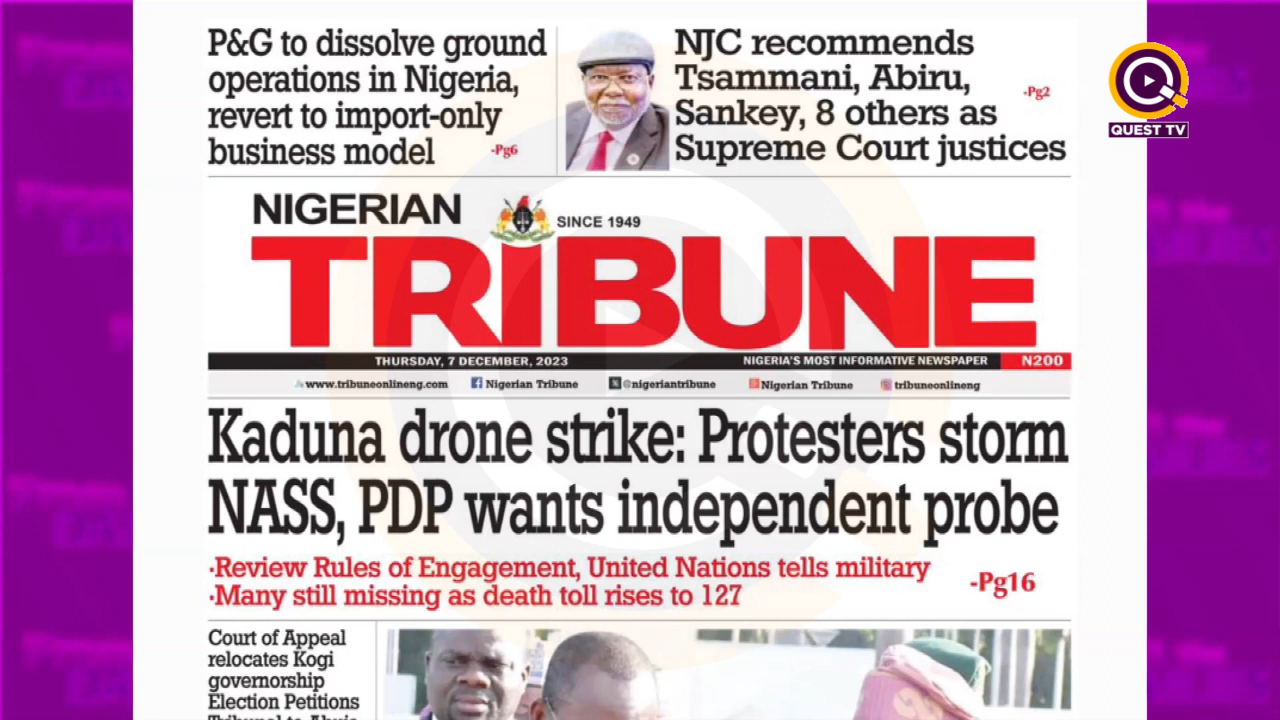 P&G to dissolve ground
operations in Nigeria,
revert to import-only
business model
-Pg6
NJC recommends
Tsammani, Abiru,
Sankey, 8 others as
Supreme Court justices
-Pg2
QUEST TV
NIGERIAN
SINCE 1949
TRIBUNE
THURSDAY, 7 DECEMBER, 2023
NIGERIA'S MOST INFORMATIVE NEWSPAPER
N200
www.tribuneonlineng.com
Nigerian Tribune
@nigeriantribune
Nigerian Tribune
tribuneonlineng
Kaduna drone strike: Protesters storm
NASS, PDP wants independent probe
·Review Rules of Engagement, United Nations tells military
·Many still missing as death toll rises to 127
-Pg16
Court of Appeal
relocates Kogi
governorship
Election Petitions